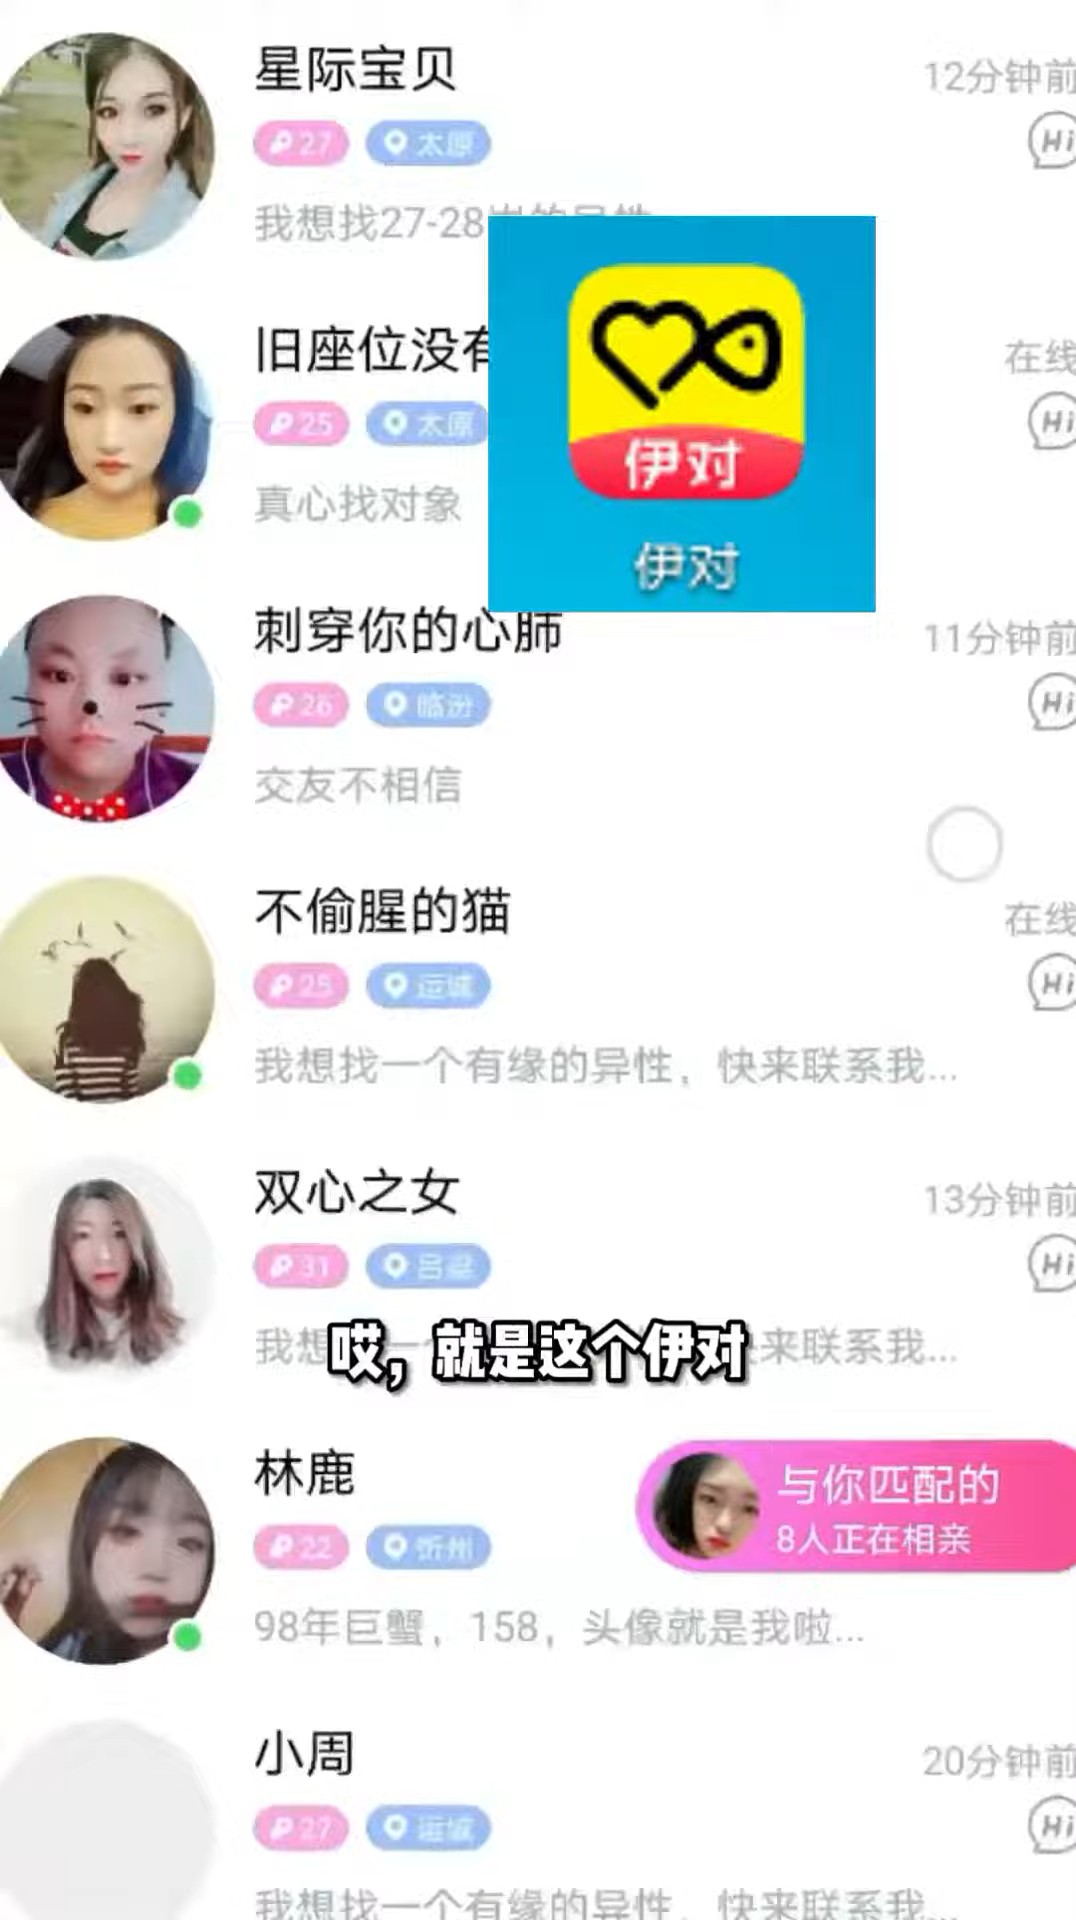 星际宝贝
12分钟前
27
太原
Hi
我想找27-28
旧座位没有
在线
25
太原
Hi
真心找对象
伊对
伊对
刺穿你的心肺
11分钟前
26
临汾
Hi
交友不相信
不偷腥的猫
在线
25
运城
Hi
我想找一个有缘的异性，快来联系我...
双心之女
13分钟前
31
吕梁
Hi
我想一
来联系我...
哎，就是这个伊对
林鹿
与你匹配的
8人正在相亲
22
忻州
98年巨蟹，158，头像就是我啦...
小周
20分钟前
27
运城
Hi
我想找一个有缘的异性，快来联系我...